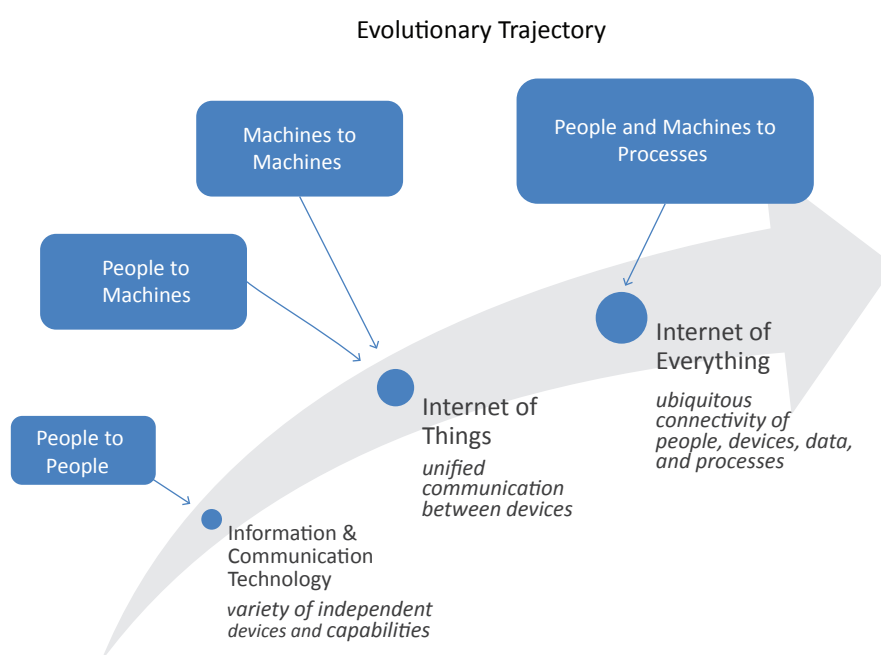 Evolutionary Trajectory
Machines to
Machines
People and Machines to
Processes
People to
Machines
People to
People
Internet of
Everything
ubiquitous
connectivity of
people, devices, data,
and processes
Internet of
Things
unified
communication
between devices
Information &
Communication
Technology
variety of independent
devices and capabilities